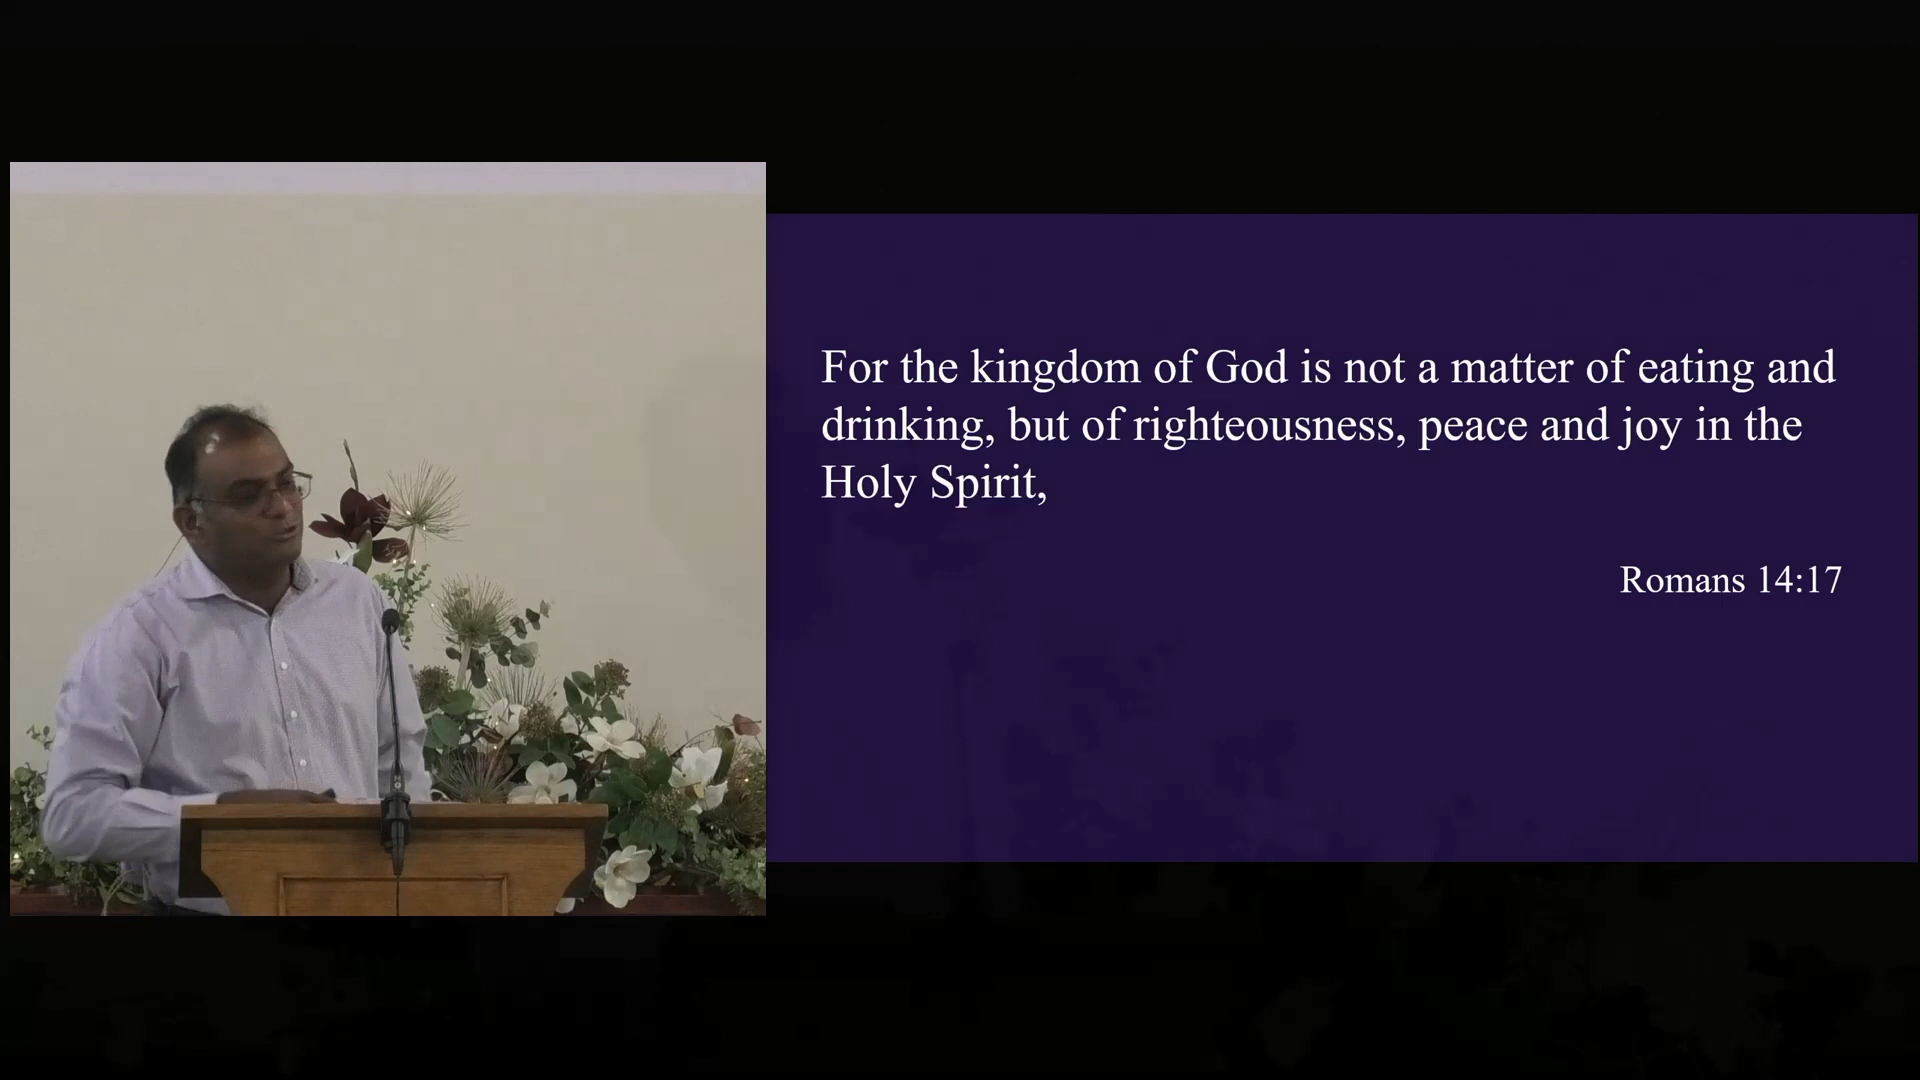 For the kingdom of God is not a matter of eating and
drinking, but of righteousness, peace and joy in the
Holy Spirit,
Romans 14:17